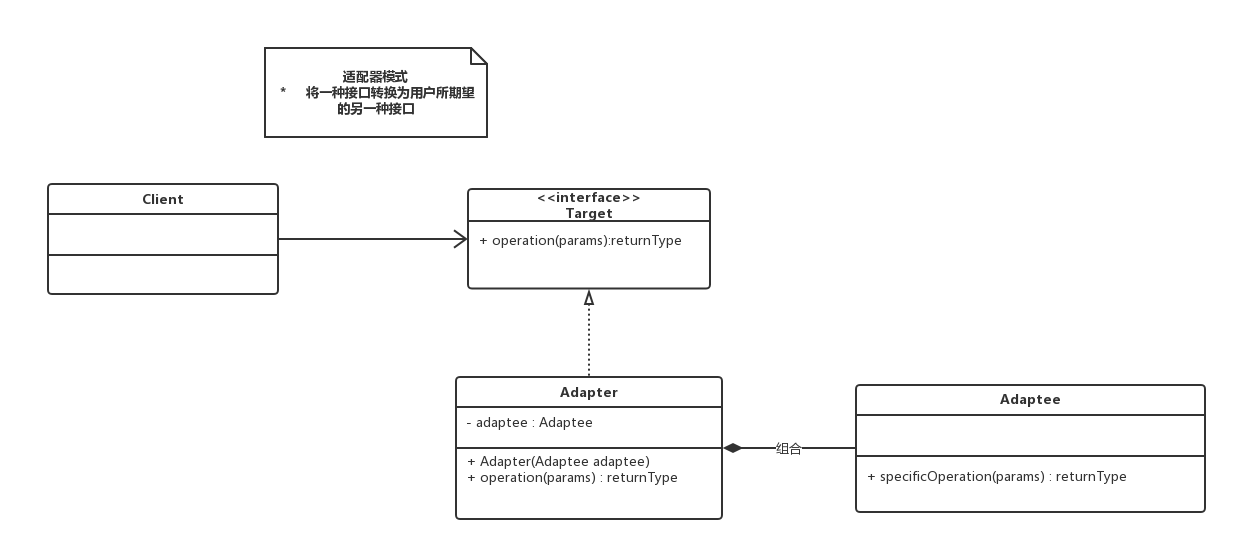 适配器模式
* 将一种接口转换为用户所期望
的另一种接口
Client
<<interface>>
Target
+ operation(params):returnType
Adapter
- adaptee : Adaptee
+ Adapter(Adaptee adaptee)
+ operation(params) : returnType
组合
Adaptee
+ specificOperation(params) : returnType